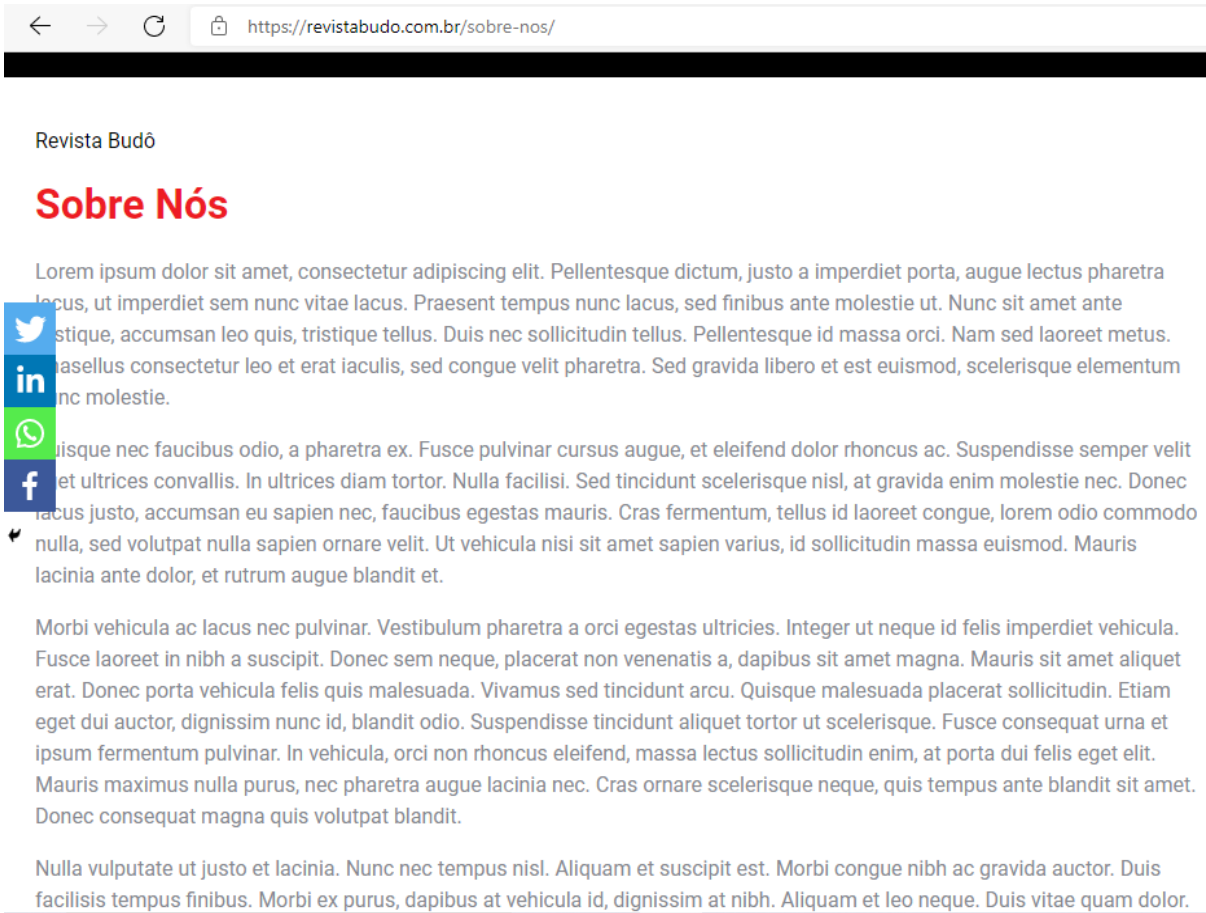 https://revistabudo.com.br/sobre-nos/
Revista Budô
Sobre Nós
Lorem ipsum dolor sit amet, consectetur adipiscing elit. Pellentesque dictum, justo a imperdiet porta, augue lectus pharetra
ut imperdiet sem nunc vitae lacus. Praesent tempus nunc lacus, sed finibus ante molestie ut. Nunc sit amet ante
accumsan leo quis, tristique tellus. Duis nec sollicitudin tellus. Pellentesque id massa orci. Nam sed laoreet metus.
consectetur leo et erat iaculis, sed congue velit pharetra. Sed gravida libero et est euismod, scelerisque elementum
molestie.
nec faucibus odio, a pharetra ex. Fusce pulvinar cursus augue, et eleifend dolor rhoncus ac. Suspendisse semper velit
ultrices convallis. In ultrices diam tortor. Nulla facilisi. Sed tincidunt scelerisque nisl, at gravida enim molestie nec. Donec
lacus justo, accumsan eu sapien nec, faucibus egestas mauris. Cras fermentum, tellus id laoreet congue, lorem odio commodo
nulla, sed volutpat nulla sapien ornare velit. Ut vehicula nisi sit amet sapien varius, id sollicitudin massa euismod. Mauris
lacinia ante dolor, et rutrum augue blandit et.
Morbi vehicula ac lacus nec pulvinar. Vestibulum pharetra a orci egestas ultricies. Integer ut neque id felis imperdiet vehicula.
Fusce laoreet in nibh a suscipit. Donec sem neque, placerat non venenatis a, dapibus sit amet magna. Mauris sit amet aliquet
erat. Donec porta vehicula felis quis malesuada. Vivamus sed tincidunt arcu. Quisque malesuada placerat sollicitudin. Etiam
eget dui auctor, dignissim nunc id, blandit odio. Suspendisse tincidunt aliquet tortor ut scelerisque. Fusce consequat urna et
ipsum fermentum pulvinar. In vehicula, orci non rhoncus eleifend, massa lectus sollicitudin enim, at porta dui felis eget elit.
Mauris maximus nulla purus, nec pharetra augue lacinia nec. Cras ornare scelerisque neque, quis tempus ante blandit sit amet.
Donec consequat magna quis volutpat blandit.
Nulla vulputate ut justo et lacinia. Nunc nec tempus nisl. Aliquam et suscipit est. Morbi congue nibh ac gravida auctor. Duis
facilisis tempus finibus. Morbi ex purus, dapibus at vehicula id, dignissim at nibh. Aliquam et leo neque. Duis vitae quam dolor.